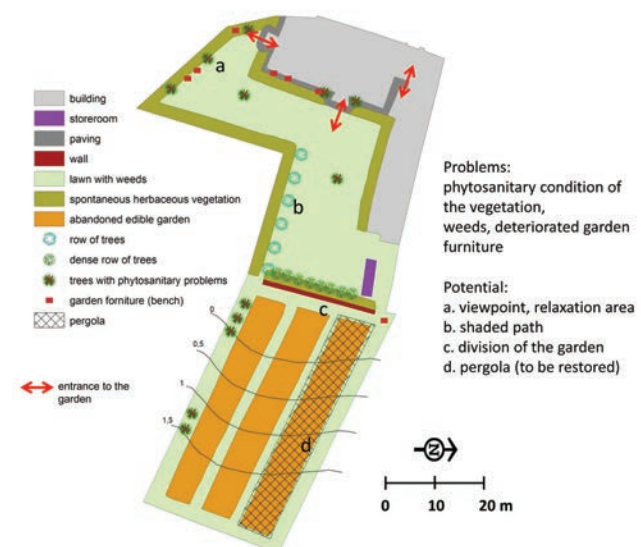 a
building
storeroom
paving
wall
lawn with weeds
spontaneous herbaceous vegetation
abandoned edible garden
row of trees
dense row of trees
trees with phytosanitary problems
garden forniture (bench)
pergola
entrance to the
garden
b
c
0
0,5
1
1,5
d
Problems:
phytosanitary condition of
the vegetation,
weeds, deteriorated garden
furniture
Potential:
a. viewpoint, relaxation area
b. shaded path
c. division of the garden
d. pergola (to be restored)
N
0 10 20 m